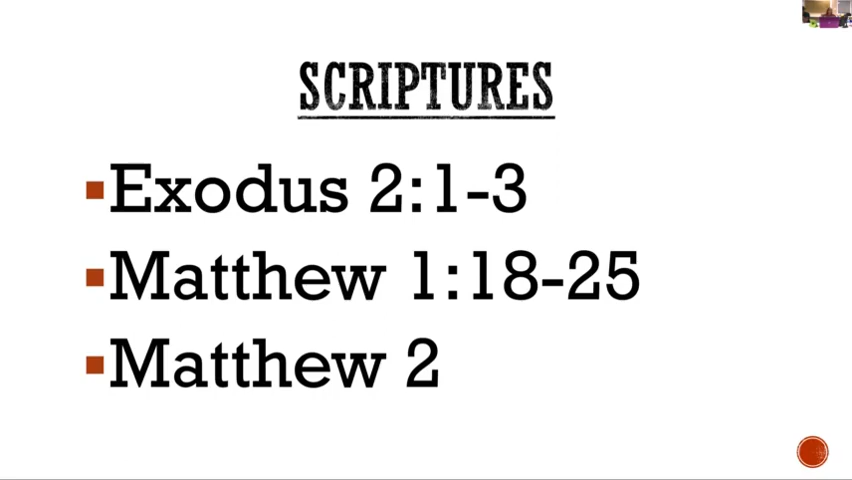 SCRIPTURES
Exodus 2:1-3
Matthew 1:18-25
Matthew 2